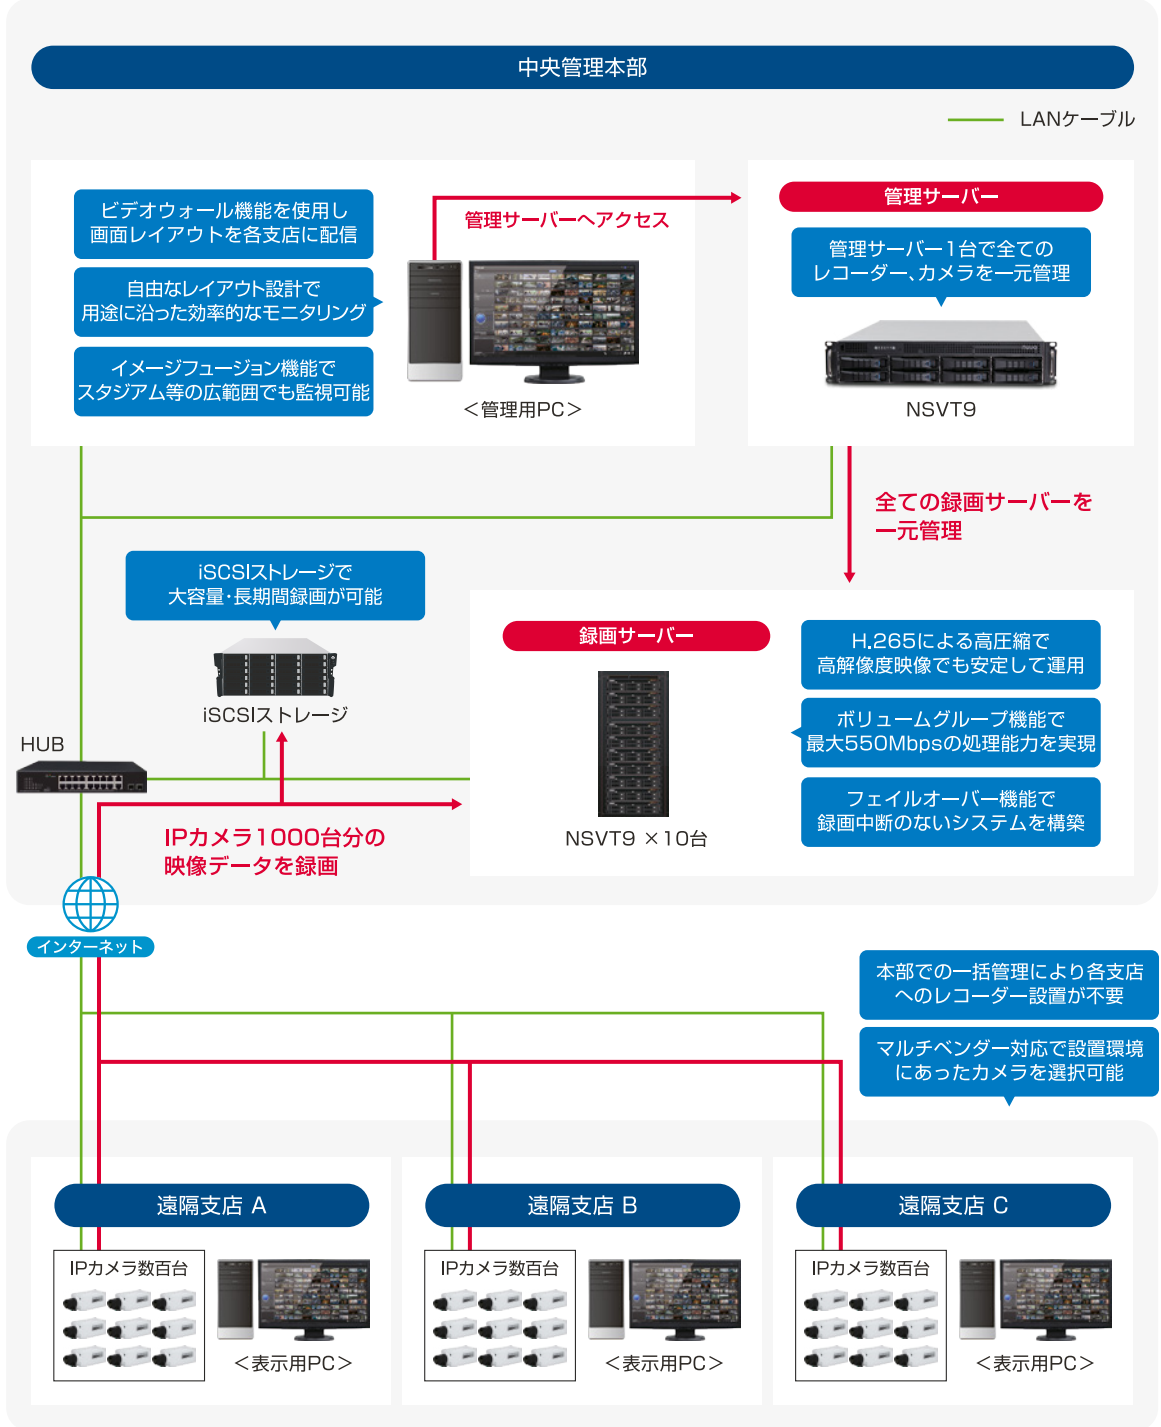 中央管理本部
LANケーブル
ビデオウォール機能を使用し
画面レイアウトを各支店に配信
自由なレイアウト設計で
用途に沿った効率的なモニタリング
イメージフュージョン機能で
スタジアム等の広範囲でも監視可能
管理サーバーへアクセス
＜管理用PC＞
管理サーバー
管理サーバー1台で全ての
レコーダー、カメラを一元管理
NSVT9
全ての録画サーバーを
一元管理
iSCSIストレージで
大容量・長期間録画が可能
iSCSIストレージ
HUB
録画サーバー
NSVT9 ×10台
H.265による高圧縮で
高解像度映像でも安定して運用
ボリュームグループ機能で
最大550Mbpsの処理能力を実現
フェイルオーバー機能で
録画中断のないシステムを構築
IPカメラ1000台分の
映像データを録画
インターネット
本部での一括管理により各支店
へのレコーダー設置が不要
マルチベンダー対応で設置環境
にあったカメラを選択可能
遠隔支店 A
IPカメラ数百台
＜表示用PC＞
遠隔支店 B
IPカメラ数百台
＜表示用PC＞
遠隔支店 C
IPカメラ数百台
＜表示用PC＞